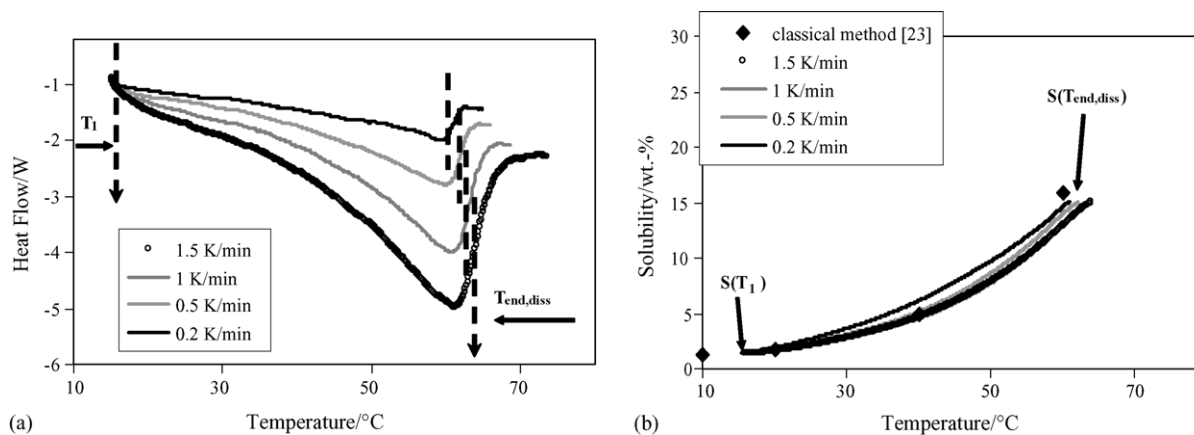 -1
-2
-3
-4
-5
-6
Heat Flow/W
T1
1.5 K/min
1 K/min
0.5 K/min
0.2 K/min
Tend,diss
10
30
50
70
Temperature/°C
(a)
30
25
20
15
10
5
0
Solubility/wt.-%
classical method [23]
1.5 K/min
1 K/min
0.5 K/min
0.2 K/min
S(Tend,diss)
S(T1)
10
30
50
70
Temperature/°C
(b)